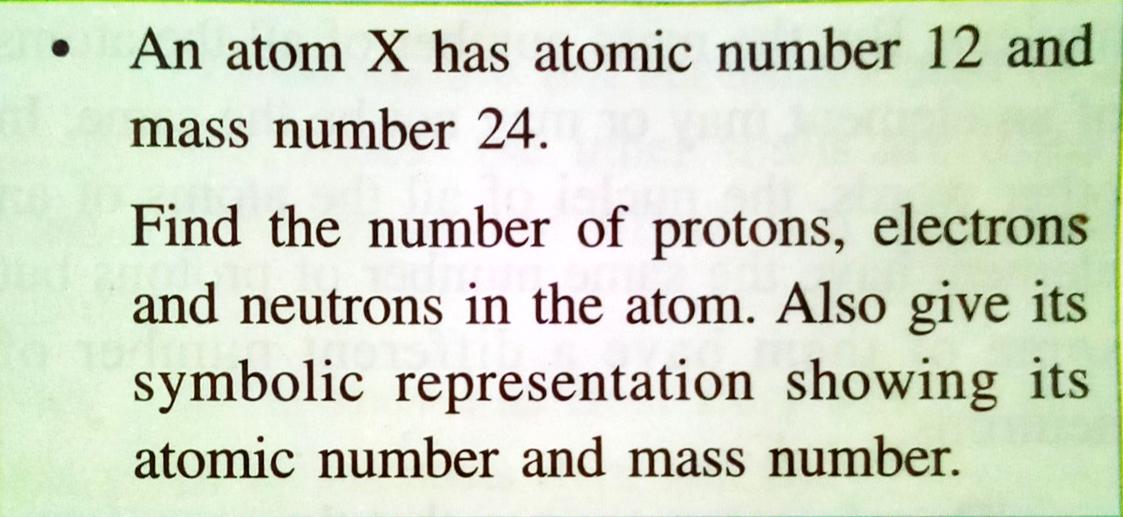 • An atom X has atomic number 12 and
mass number 24.
Find the number of protons, electrons
and neutrons in the atom. Also give its
symbolic representation showing its
atomic number and mass number.